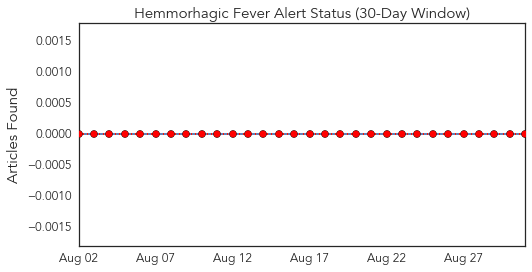 Hemmorhagic Fever Alert Status (30-Day Window)
Articles Found
0.0015
0.0010
0.0005
0.0000
−0.0005
−0.0010
−0.0015
Aug 02 Aug 07 Aug 12 Aug 17 Aug 22 Aug 27